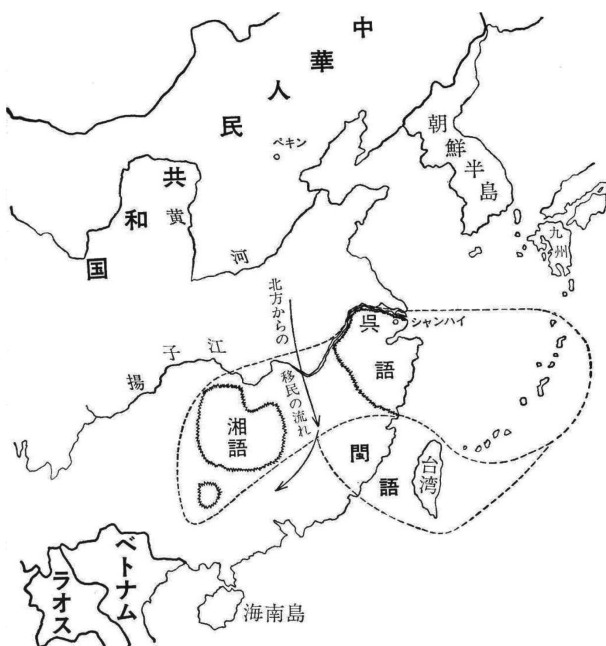 中華人民共和国
ペキン
朝鮮半島
黄河
九州
北方からの
移民の流れ
呉語
シャンハイ
揚子江
湘語
閩語
台湾
ベトナム
ラオス
海南島